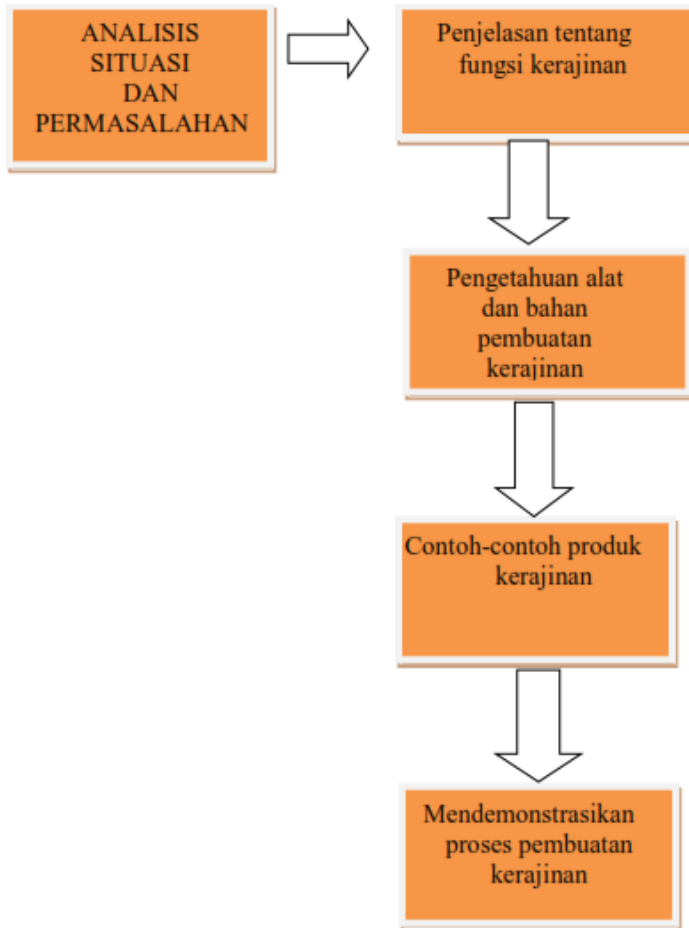 ANALISIS
SITUASI
DAN
PERMASALAHAN
Penjelasan tentang
fungsi kerajinan
Pengetahuan alat
dan bahan
pembuatan
kerajinan
Contoh-contoh produk
kerajinan
Mendemonstrasikan
proses pembuatan
kerajinan